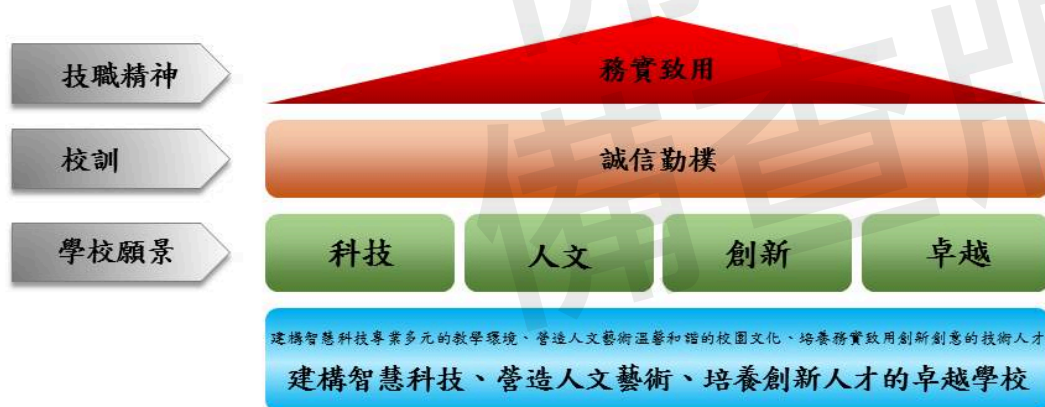 技職精神
務實致用
校訓
誠信勤樸
學校願景
科技
人文
創新
卓越
建構智慧科技專業多元的教學環境、營造人文藝術溫馨和諧的校園文化、培養務實致用創新創意的技術人才
建構智慧科技、營造人文藝術、培養創新人才的卓越學校
備查版